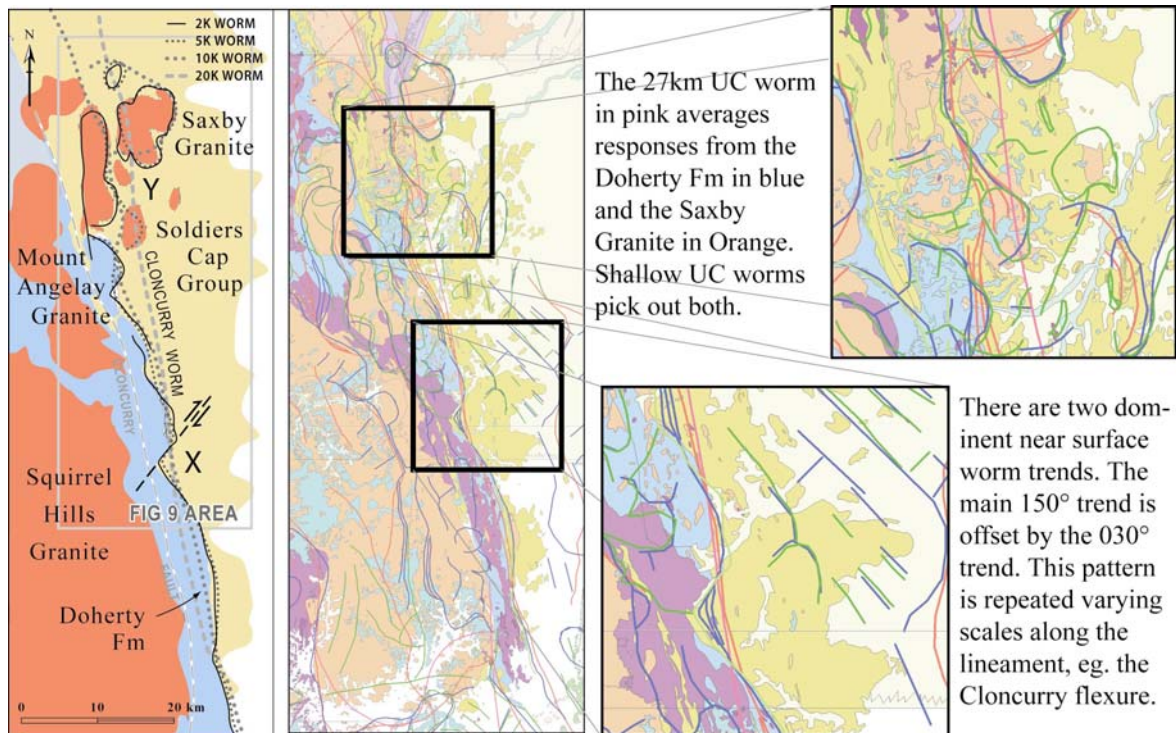 N
2K WORM
5K WORM
10K WORM
20K WORM
Saxby
Granite
Y
Soldiers
Cap
Group
Mount
Angelay
Granite
CLONCURRY WORM
CLONCURRY
X
Squirrel
Hills
Granite
FIG 9 AREA
FAULT
Doherty
Fm
0 10 20 km
The 27km UC worm
in pink averages
responses from the
Doherty Fm in blue
and the Saxby
Granite in Orange.
Shallow UC worms
pick out both.
There are two dom-
inent near surface
worm trends. The
main 150° trend is
offset by the 030°
trend. This pattern
is repeated varying
scales along the
lineament, eg. the
Cloncurry flexure.